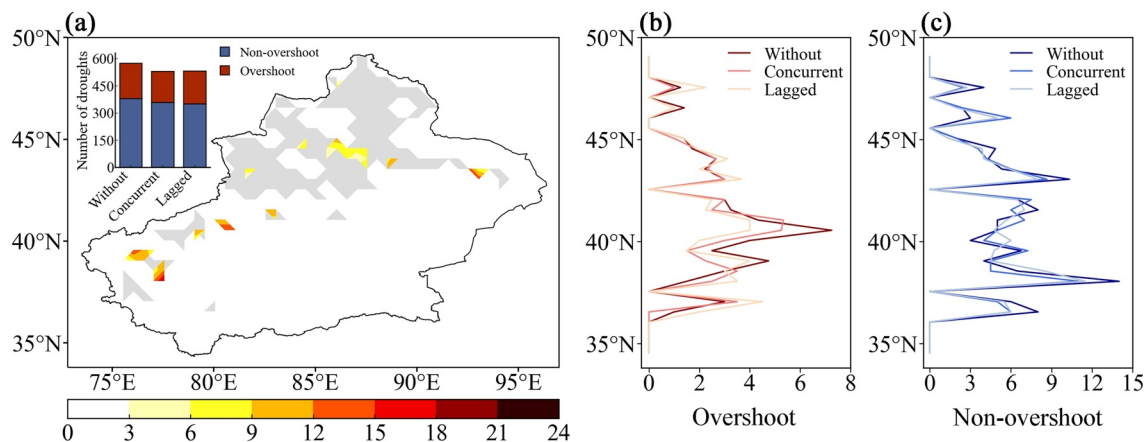 (a)
(b)
(c)
50°N
45°N
40°N
35°N
75°E 80°E 85°E 90°E 95°E
Number of droughts
600
450
300
150
0
Without
Concurrent
Lagged
Non-overshoot
Overshoot
0 3 6 9 12 15 18 21 24
50°N
45°N
40°N
35°N
Without
Concurrent
Lagged
0 2 4 6 8
Overshoot
50°N
45°N
40°N
35°N
Without
Concurrent
Lagged
0 3 6 9 12 15
Non-overshoot